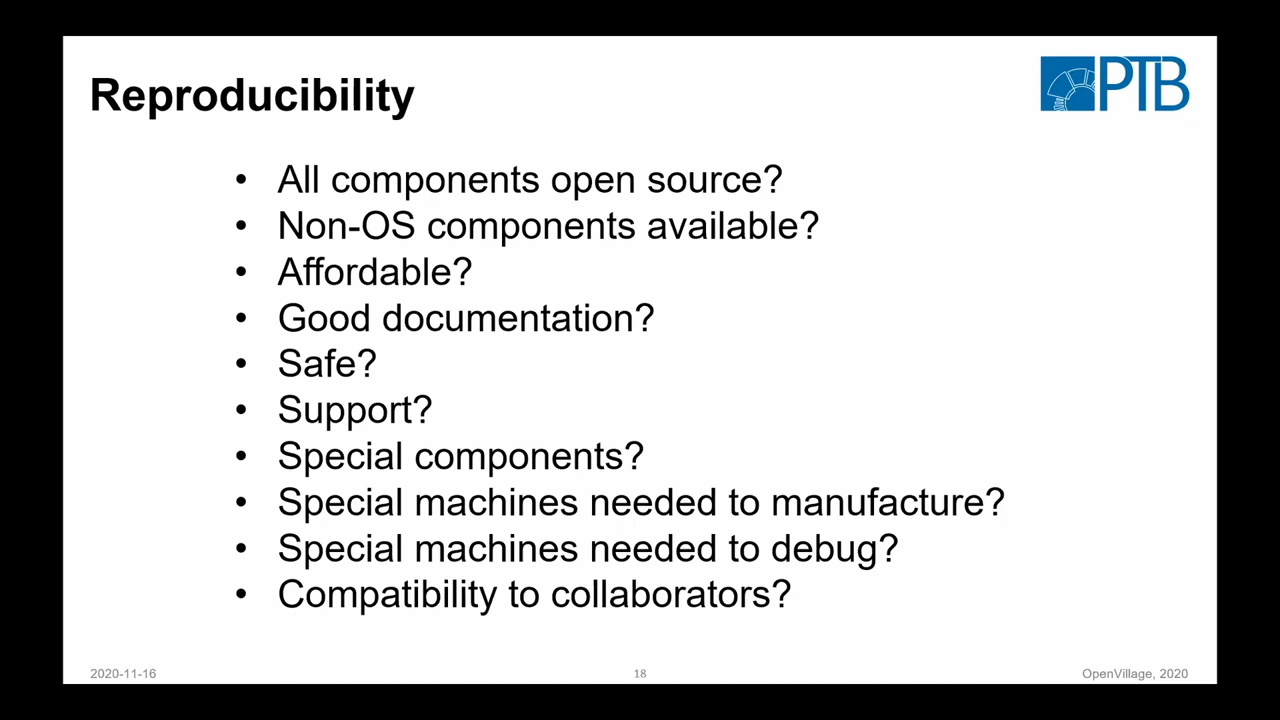 Reproducibility
PTB
• All components open source?
• Non-OS components available?
• Affordable?
• Good documentation?
• Safe?
• Support?
• Special components?
• Special machines needed to manufacture?
• Special machines needed to debug?
• Compatibility to collaborators?
2020-11-16
18
OpenVillage, 2020